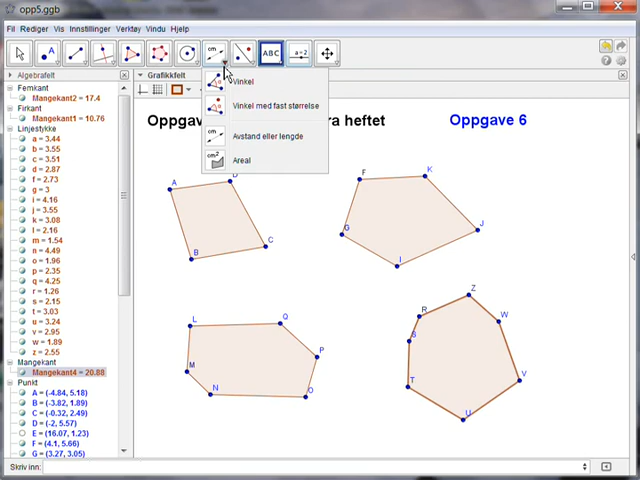 opp5.ggb
Fil Rediger Vis Innstillinger Verktøy Vindu Hjelp
cm ABC a=2
Algebrafelt
Grafikkfelt
Femkant
Mangekant2 = 17.4
Firkant
Mangekant1 = 10.76
Linjestykke
a = 3.44
b = 3.55
c = 3.51
d = 2.87
f = 2.73
g = 3
i = 4.16
j = 3.55
k = 3.08
l = 2.16
m = 1.54
n = 4.49
o = 1.96
p = 2.35
q = 4.25
r = 1.26
s = 2.15
t = 3.03
u = 3.24
v = 2.95
w = 1.89
z = 2.55
Mangekant
Mangekant4 = 20.88
Punkt
A = (-4.84, 5.18)
B = (-3.82, 1.89)
C = (-0.32, 2.49)
D = (-2, 5.57)
E = (16.07, 1.23)
F = (4.1, 5.66)
G = (3.27, 3.05)
Vinkel
Vinkel med fast størrelse
cm
Avstand eller lengde
cm²
Areal
Oppgav
ra heftet
Oppgave 6
A
B
C
F
K
J
G
I
L
Q
P
M
N
O
Z
R
W
T
V
U
Skriv inn: